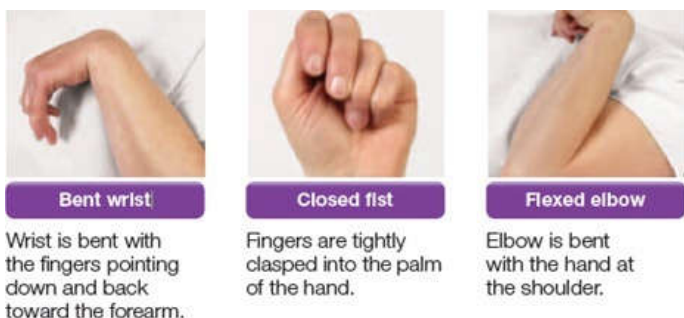 Bent wrist
Wrist is bent with
the fingers pointing
down and back
toward the forearm.
Closed fist
Fingers are tightly
clasped into the palm
of the hand.
Flexed elbow
Elbow is bent
with the hand at
the shoulder.